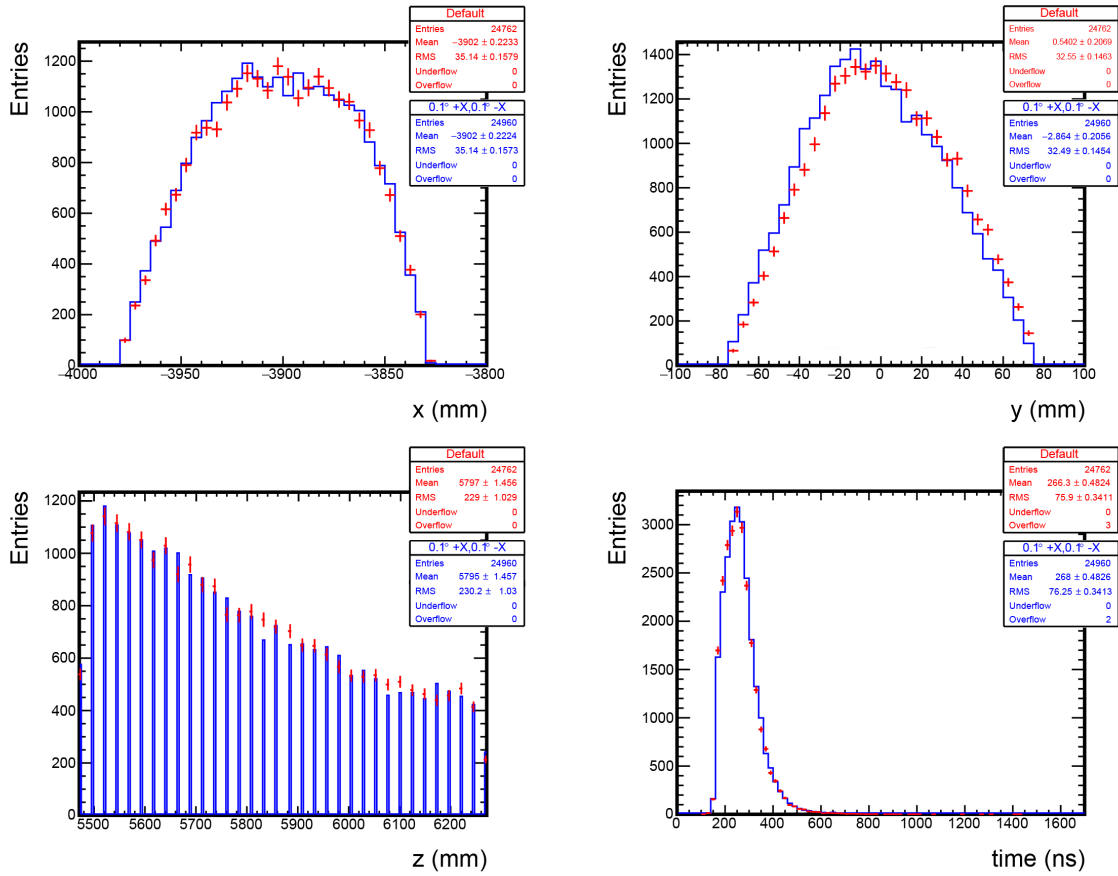 Default
Entries 24762
Mean −3902 ± 0.2233
RMS 35.14 ± 0.1579
Underflow 0
Overflow 0
0.1° +X,0.1° -X
Entries 24960
Mean −3902 ± 0.2224
RMS 35.14 ± 0.1573
Underflow 0
Overflow 0
Entries
1200
1000
800
600
400
200
0
−4000 −3950 −3900 −3850 −3800
x (mm)
Default
Entries 24762
Mean 0.5402 ± 0.2069
RMS 32.55 ± 0.1463
Underflow 0
Overflow 0
0.1° +X,0.1° -X
Entries 24960
Mean −2.864 ± 0.2056
RMS 32.49 ± 0.1454
Underflow 0
Overflow 0
Entries
1400
1200
1000
800
600
400
200
0
−100 −80 −60 −40 −20 0 20 40 60 80 100
y (mm)
Default
Entries 24762
Mean 5797 ± 1.456
RMS 229 ± 1.029
Underflow 0
Overflow 0
0.1° +X,0.1° -X
Entries 24960
Mean 5795 ± 1.457
RMS 230.2 ± 1.03
Underflow 0
Overflow 0
Entries
1200
1000
800
600
400
200
0
5500 5600 5700 5800 5900 6000 6100 6200
z (mm)
Default
Entries 24762
Mean 266.3 ± 0.4824
RMS 75.9 ± 0.3411
Underflow 0
Overflow 3
0.1° +X,0.1° -X
Entries 24960
Mean 268 ± 0.4826
RMS 76.25 ± 0.3413
Underflow 0
Overflow 2
Entries
3000
2500
2000
1500
1000
500
0
0 200 400 600 800 1000 1200 1400 1600
time (ns)